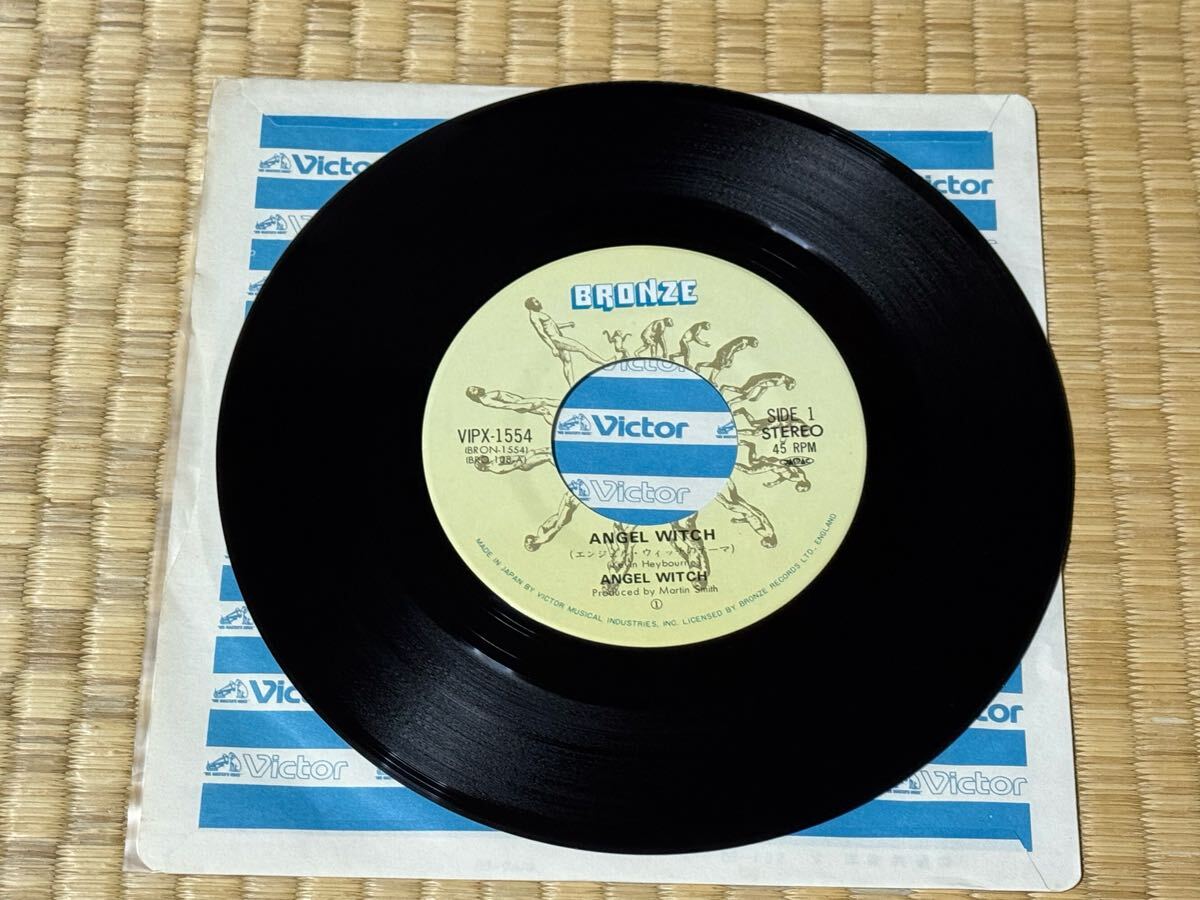 Victor
Victor
BRONZE
Victor
VIPX-1554
(BRON-1554)
SIDE 1
STEREO
45 RPM
Victor
Victor
ANGEL WITCH
ANGEL WITCH
Produced by Martin Smith
①
MADE IN JAPAN BY VICTOR MUSICAL INDUSTRIES, INC. LICENSED BY BRONZE RECORDS LTD., ENGLAND
Victor
Victor